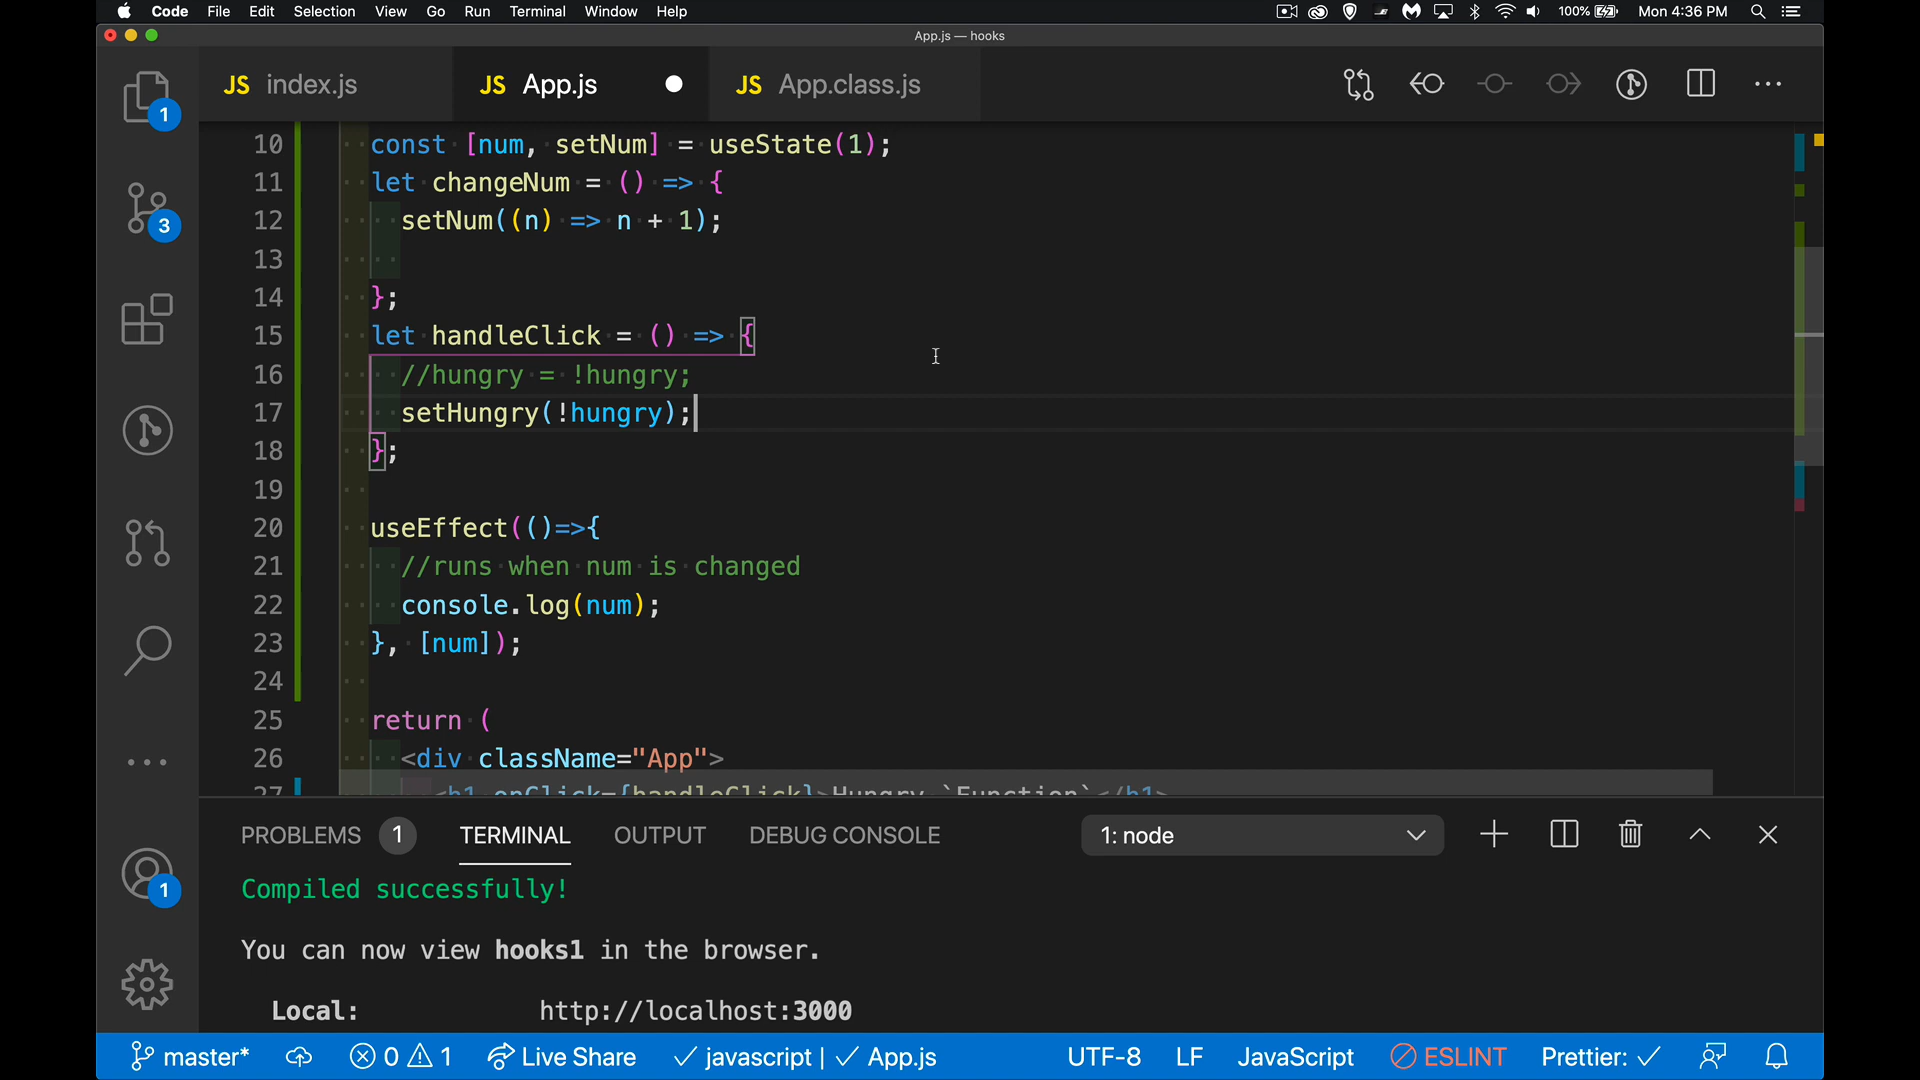 Code File Edit Selection View Go Run Terminal Window Help 100% Mon 4:36 PM
App.js — hooks
JS index.js JS App.js JS App.class.js
10 const [num, setNum] = useState(1);
11 let changeNum = () => {
12 setNum((n) => n + 1);
13
14 };
15 let handleClick = () => {
16 //hungry = !hungry;
17 setHungry(!hungry);
18 };
19
20 useEffect(()=>{
21 //runs when num is changed
22 console.log(num);
23 }, [num]);
24
25 return (
26 <div className="App">
27 <h1 onClick={handleClick}>Hungry `Function`</h1>
1
3
1
PROBLEMS 1 TERMINAL OUTPUT DEBUG CONSOLE 1: node
Compiled successfully!
You can now view hooks1 in the browser.
Local: http://localhost:3000
master* 0 1 Live Share ✓ javascript | ✓ App.js UTF-8 LF JavaScript ESLINT Prettier: ✓